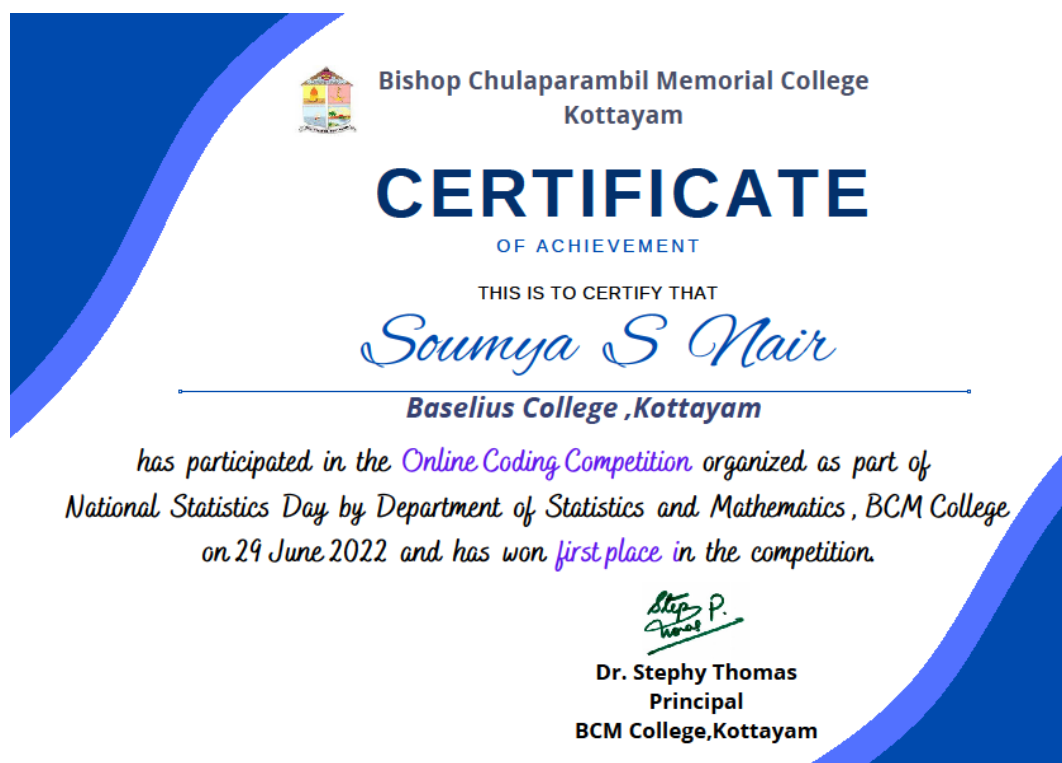 Bishop Chulaparambil Memorial College
Kottayam
CERTIFICATE
OF ACHIEVEMENT
THIS IS TO CERTIFY THAT
Soumya S Nair
Baselius College ,Kottayam
has participated in the Online Coding Competition organized as part of
National Statistics Day by Department of Statistics and Mathematics , BCM College
on 29 June 2022 and has won first place in the competition.
Dr. Stephy Thomas
Principal
BCM College,Kottayam